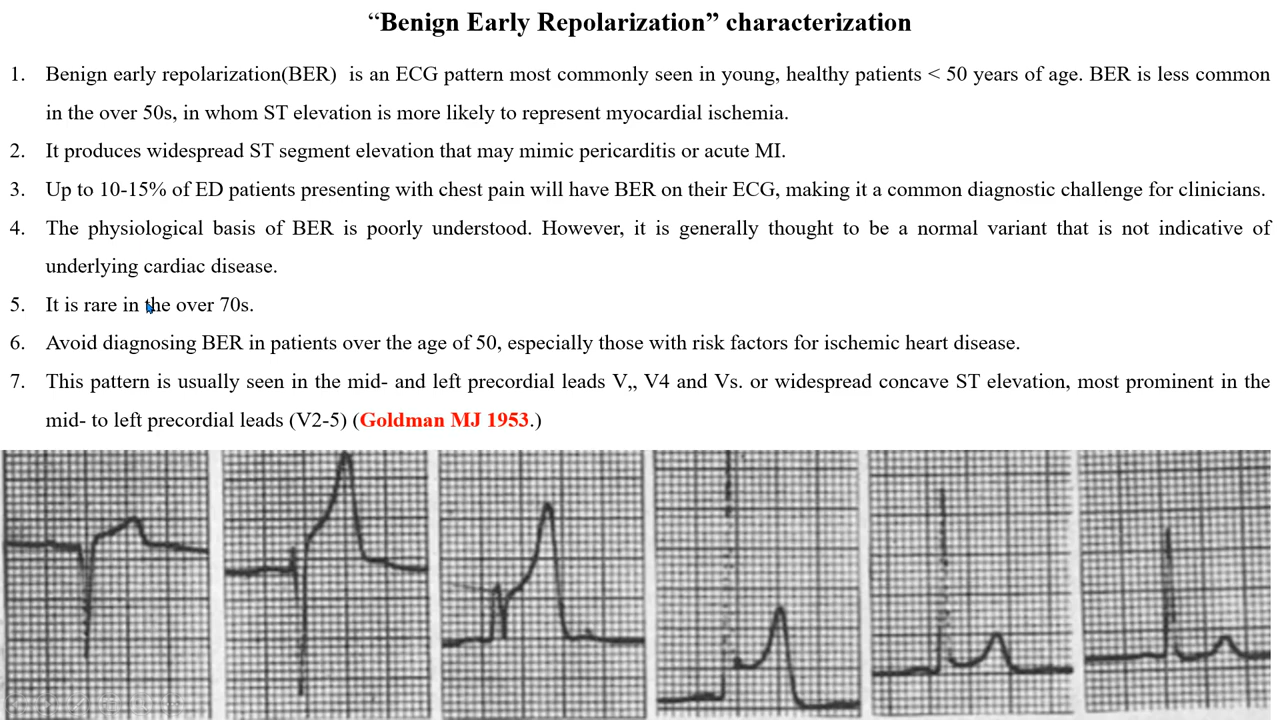 “Benign Early Repolarization” characterization
1. Benign early repolarization(BER) is an ECG pattern most commonly seen in young, healthy patients < 50 years of age. BER is less common
in the over 50s, in whom ST elevation is more likely to represent myocardial ischemia.
2. It produces widespread ST segment elevation that may mimic pericarditis or acute MI.
3. Up to 10-15% of ED patients presenting with chest pain will have BER on their ECG, making it a common diagnostic challenge for clinicians.
4. The physiological basis of BER is poorly understood. However, it is generally thought to be a normal variant that is not indicative of
underlying cardiac disease.
5. It is rare in the over 70s.
6. Avoid diagnosing BER in patients over the age of 50, especially those with risk factors for ischemic heart disease.
7. This pattern is usually seen in the mid- and left precordial leads V,, V4 and Vs. or widespread concave ST elevation, most prominent in the
mid- to left precordial leads (V2-5) (Goldman MJ 1953.)